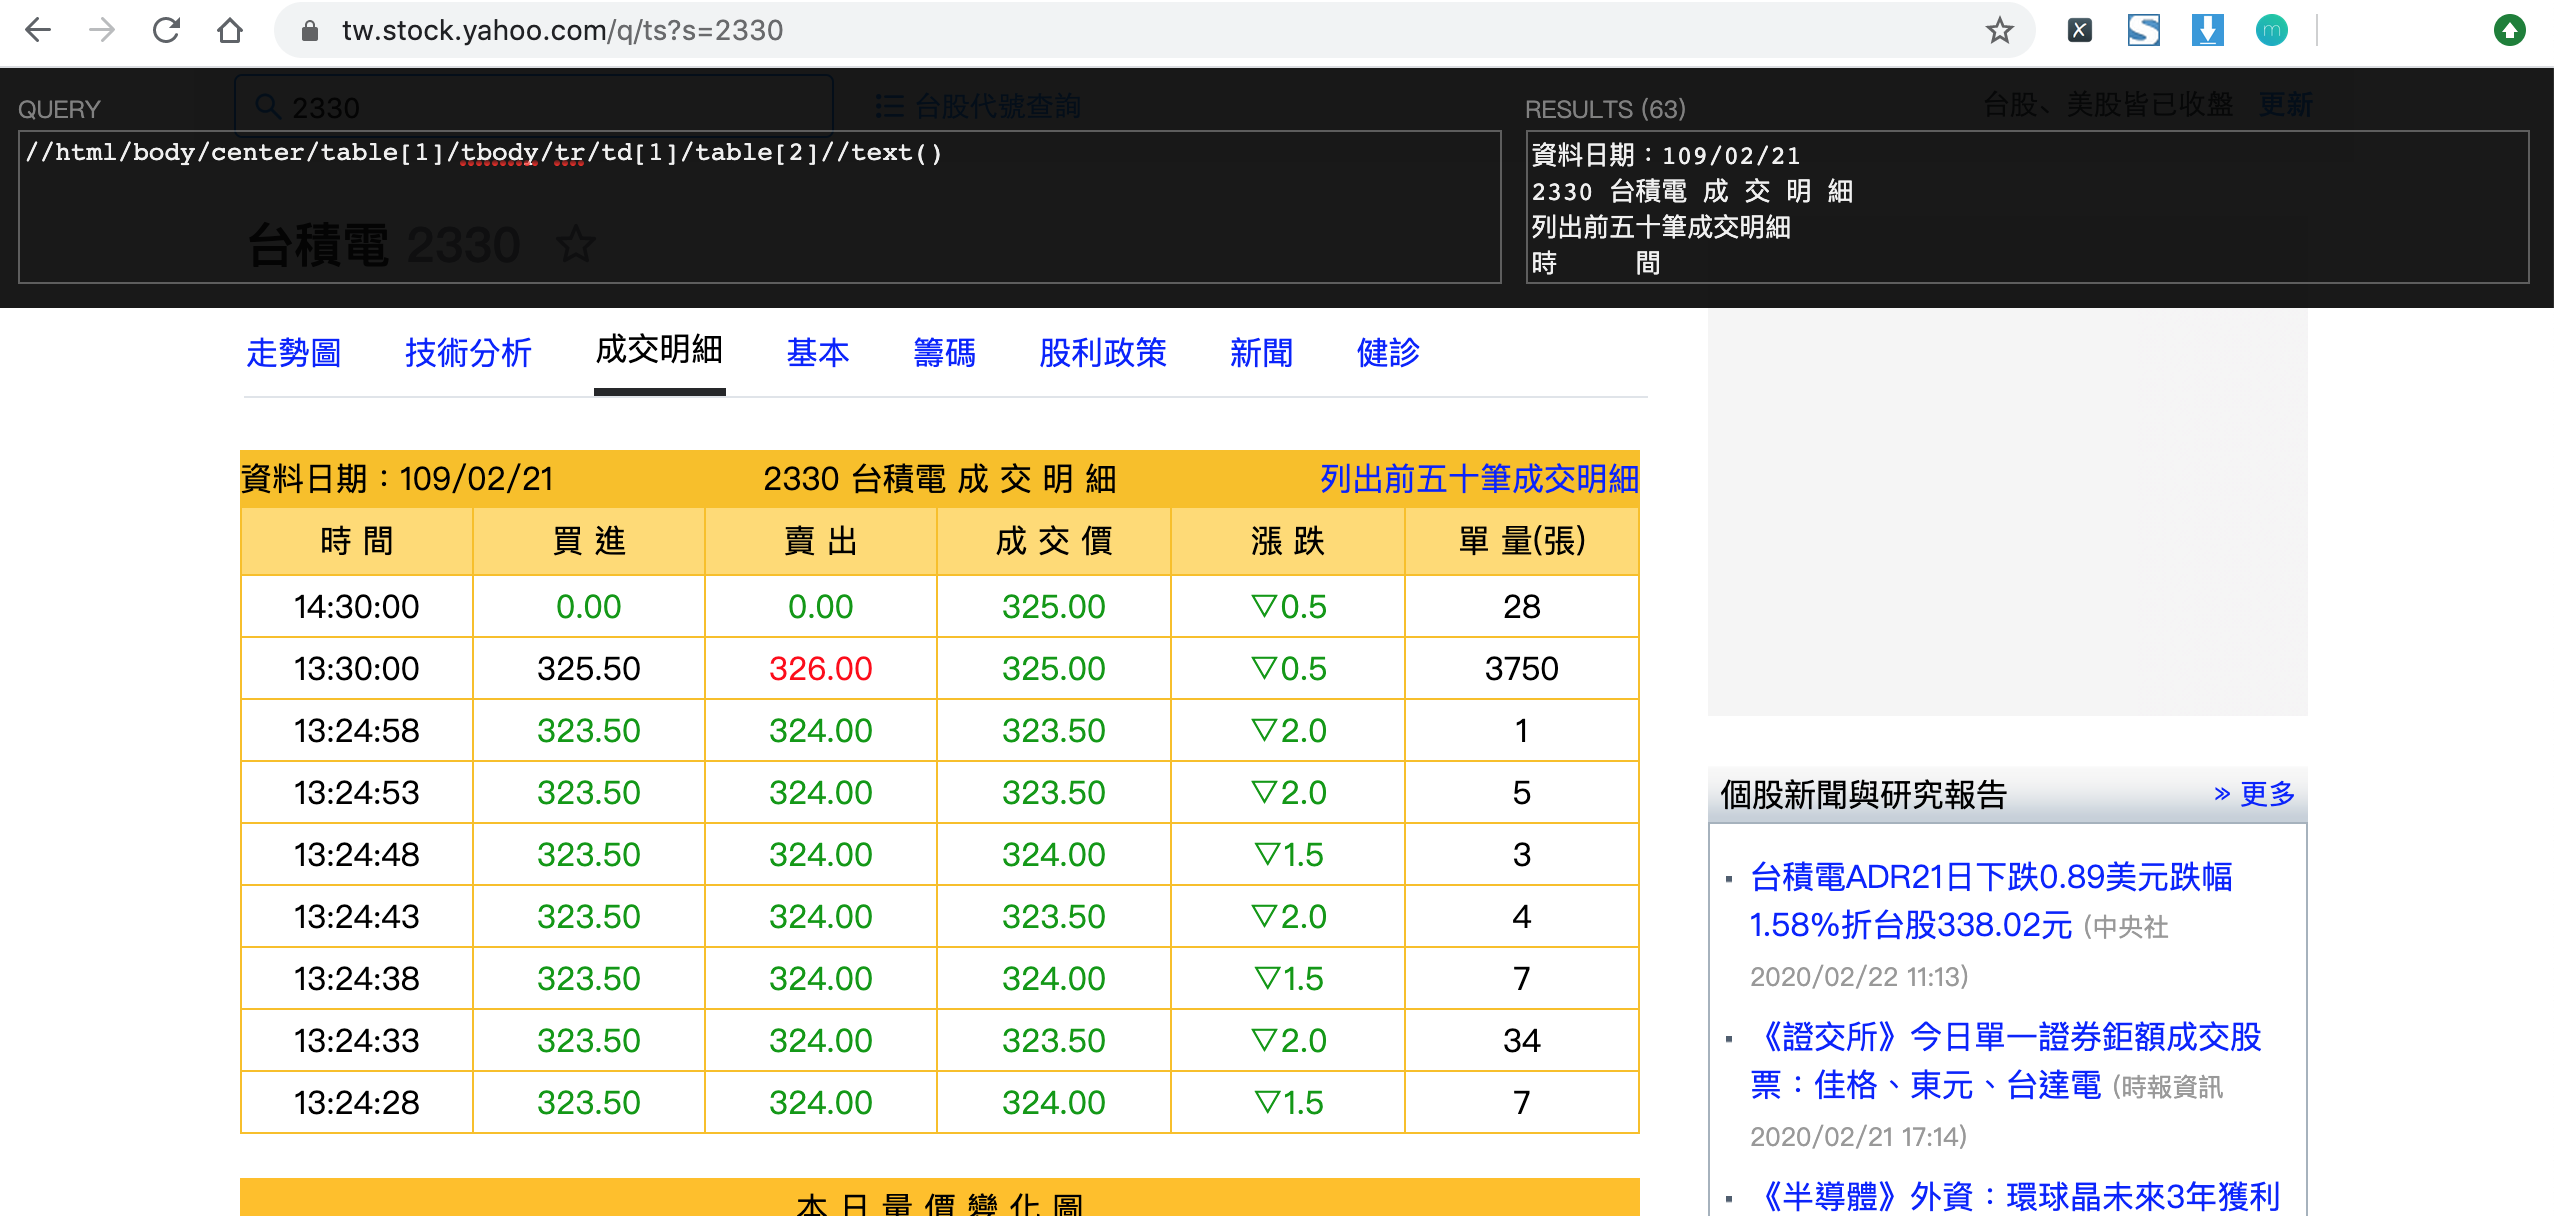 tw.stock.yahoo.com/q/ts?s=2330
QUERY
2330
台股代號查詢
RESULTS (63)
台股、美股皆已收盤 更新
//html/body/center/table[1]/tbody/tr/td[1]/table[2]//text()
資料日期：109/02/21
2330 台積電 成 交 明 細
列出前五十筆成交明細
時 間
台積電 2330
走勢圖 技術分析 成交明細 基本 籌碼 股利政策 新聞 健診
資料日期：109/02/21 2330 台積電 成 交 明 細 列出前五十筆成交明細
時 間 買 進 賣 出 成 交 價 漲 跌 單 量(張)
14:30:00 0.00 0.00 325.00 ▽0.5 28
13:30:00 325.50 326.00 325.00 ▽0.5 3750
13:24:58 323.50 324.00 323.50 ▽2.0 1
13:24:53 323.50 324.00 323.50 ▽2.0 5
13:24:48 323.50 324.00 324.00 ▽1.5 3
13:24:43 323.50 324.00 323.50 ▽2.0 4
13:24:38 323.50 324.00 324.00 ▽1.5 7
13:24:33 323.50 324.00 323.50 ▽2.0 34
13:24:28 323.50 324.00 324.00 ▽1.5 7
本 日 量 價 變 化 圖
個股新聞與研究報告 » 更多
台積電ADR21日下跌0.89美元跌幅
1.58%折台股338.02元 (中央社
2020/02/22 11:13)
《證交所》今日單一證券鉅額成交股
票：佳格、東元、台達電 (時報資訊
2020/02/21 17:14)
《半導體》外資：環球晶未來3年獲利